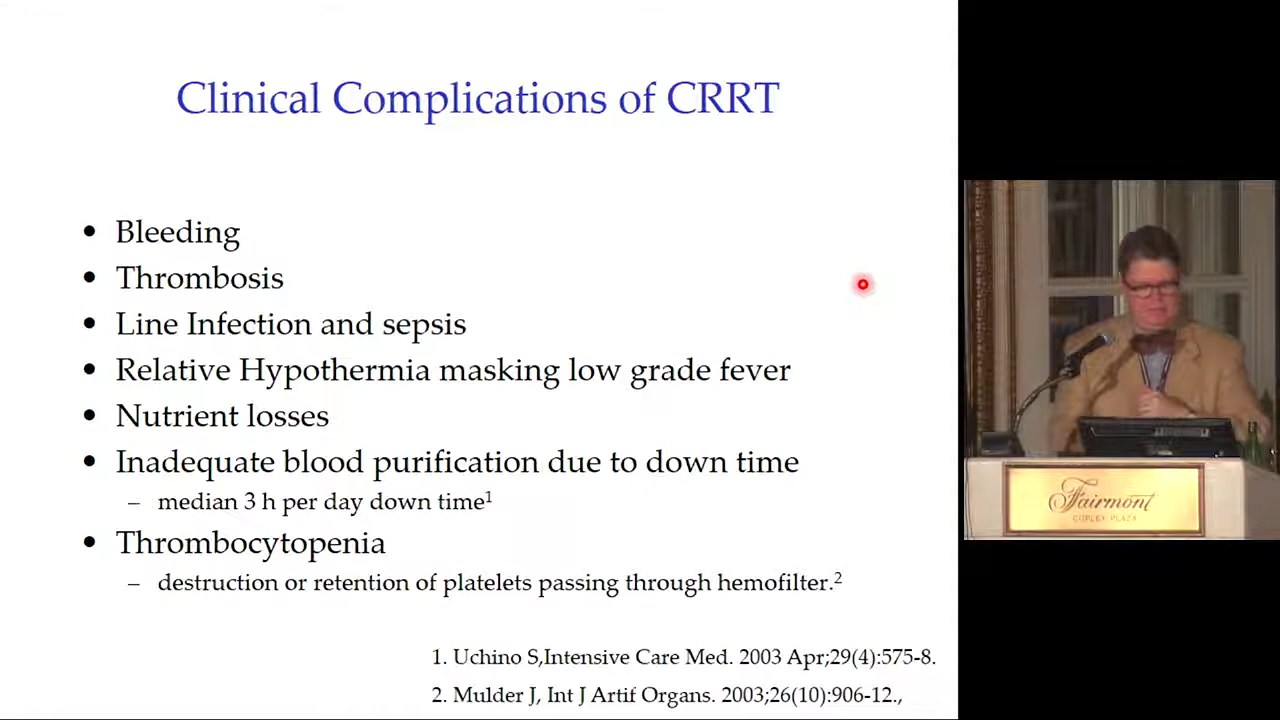 Clinical Complications of CRRT
• Bleeding
• Thrombosis
• Line Infection and sepsis
• Relative Hypothermia masking low grade fever
• Nutrient losses
• Inadequate blood purification due to down time
– median 3 h per day down time¹
• Thrombocytopenia
– destruction or retention of platelets passing through hemofilter.²
1. Uchino S,Intensive Care Med. 2003 Apr;29(4):575-8.
2. Mulder J, Int J Artif Organs. 2003;26(10):906-12.,
Fairmont
COPLEY PLAZA